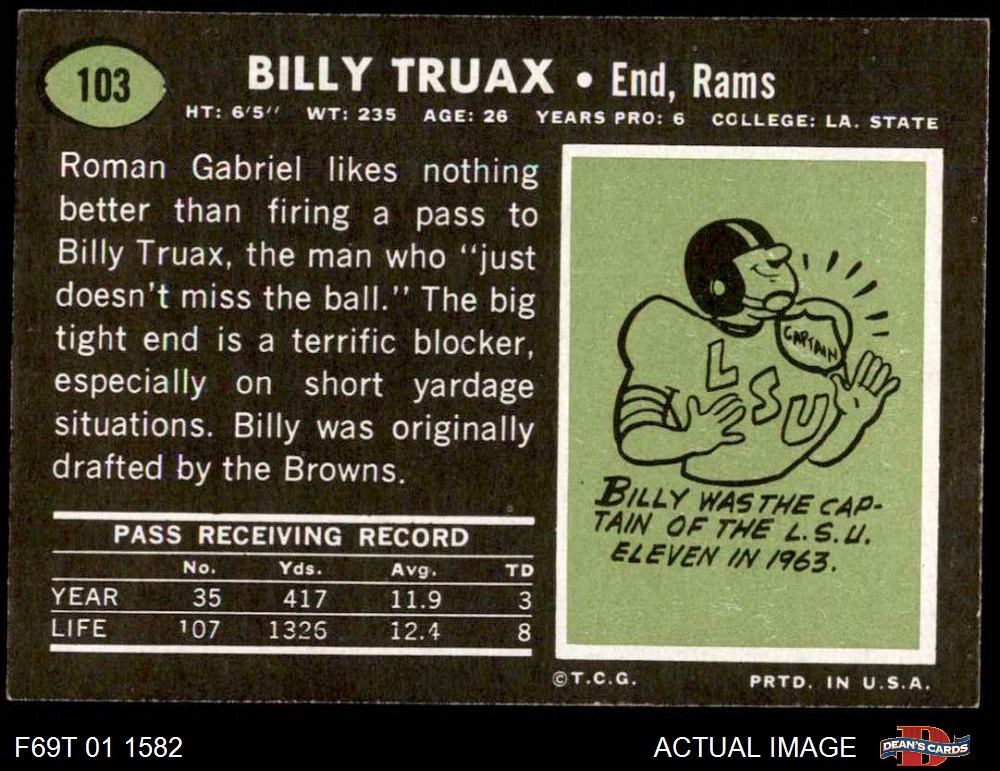 103
BILLY TRUAX • End, Rams
HT: 6'5" WT: 235 AGE: 26 YEARS PRO: 6 COLLEGE: LA. STATE
Roman Gabriel likes nothing
better than firing a pass to
Billy Truax, the man who "just
doesn't miss the ball." The big
tight end is a terrific blocker,
especially on short yardage
situations. Billy was originally
drafted by the Browns.
PASS RECEIVING RECORD
No. Yds. Avg. TD
YEAR 35 417 11.9 3
LIFE 107 1326 12.4 8
CAPTAIN
LSU
BILLY WAS THE CAP-
TAIN OF THE L.S.U.
ELEVEN IN 1963.
©T.C.G. PRTD. IN U.S.A.
F69T 01 1582 ACTUAL IMAGE
D
DEAN'S CARDS